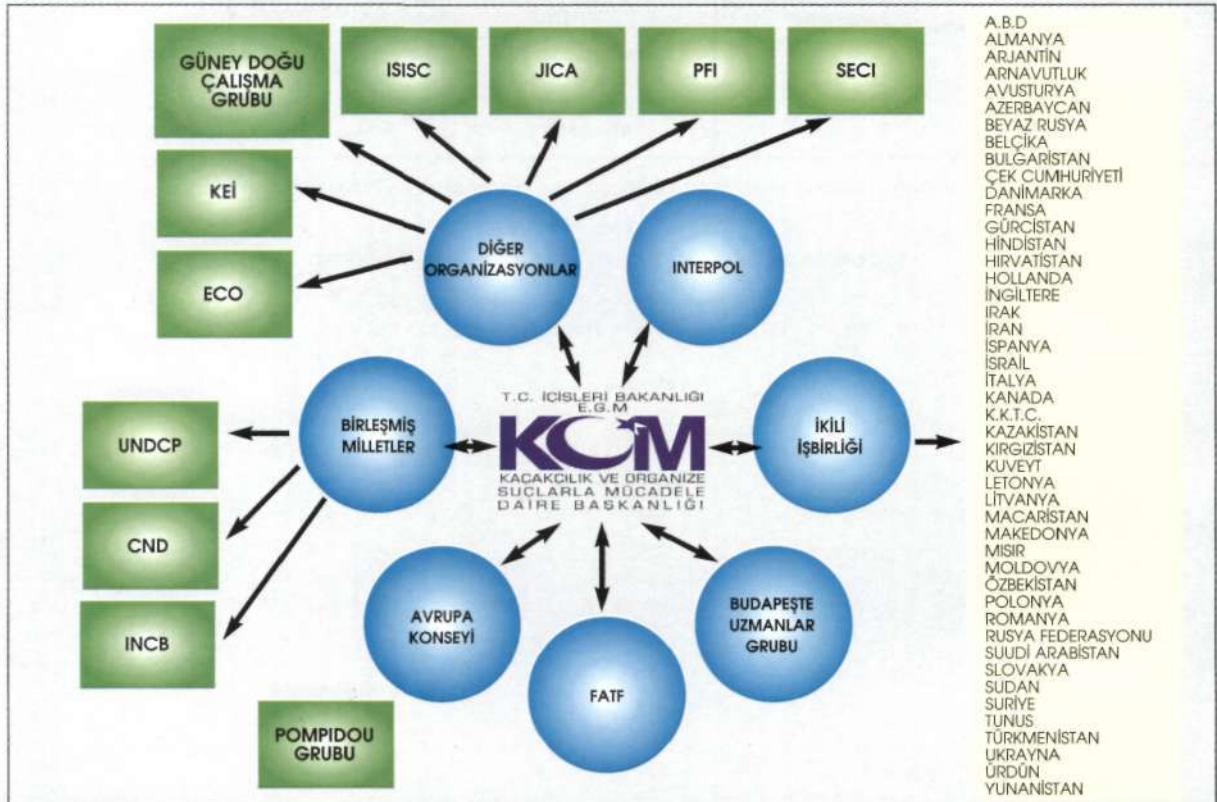 GÜNEY DOĞU
ÇALIŞMA
GRUBU
ISISC
JICA
PFI
SECI
KEİ
ECO
DİĞER
ORGANİZASYONLAR
INTERPOL
UNDCP
CND
INCB
BİRLEŞMİŞ
MİLLETLER
T.C. İÇİSLERİ BAKANLIĞI
E.G.M
KOM
KAÇAKÇILIK VE ORGANIZE
SUÇLARLA MÜCADELE
DAİRE BAŞKANLIĞI
İKİLİ
İŞBİRLİĞİ
AVRUPA
KONSEYİ
FATF
BUDAPEŞTE
UZMANLAR
GRUBU
POMPIDOU
GRUBU
A.B.D
ALMANYA
ARJANTİN
ARNAVUTLUK
AVUSTURYA
AZERBAYCAN
BEYAZ RUSYA
BELÇİKA
BULGARİSTAN
ÇEK CUMHURİYETİ
DANİMARKA
FRANSA
GÜRCİSTAN
HİNDİSTAN
HIRVATİSTAN
HOLLANDA
İNGİLTERE
IRAK
İRAN
İSPANYA
İSRAİL
İTALYA
KANADA
K.K.T.C.
KAZAKİSTAN
KIRGIZİSTAN
KUVEYT
LETONYA
LİTVANYA
MACARİSTAN
MAKEDONYA
MISIR
MOLDOVYA
ÖZBEKİSTAN
POLONYA
ROMANYA
RUSYA FEDERASYONU
SUUDİ ARABİSTAN
SLOVAKYA
SUDAN
SURİYE
TUNUS
TÜRKMENİSTAN
UKRAYNA
ÜRDÜN
YUNANİSTAN